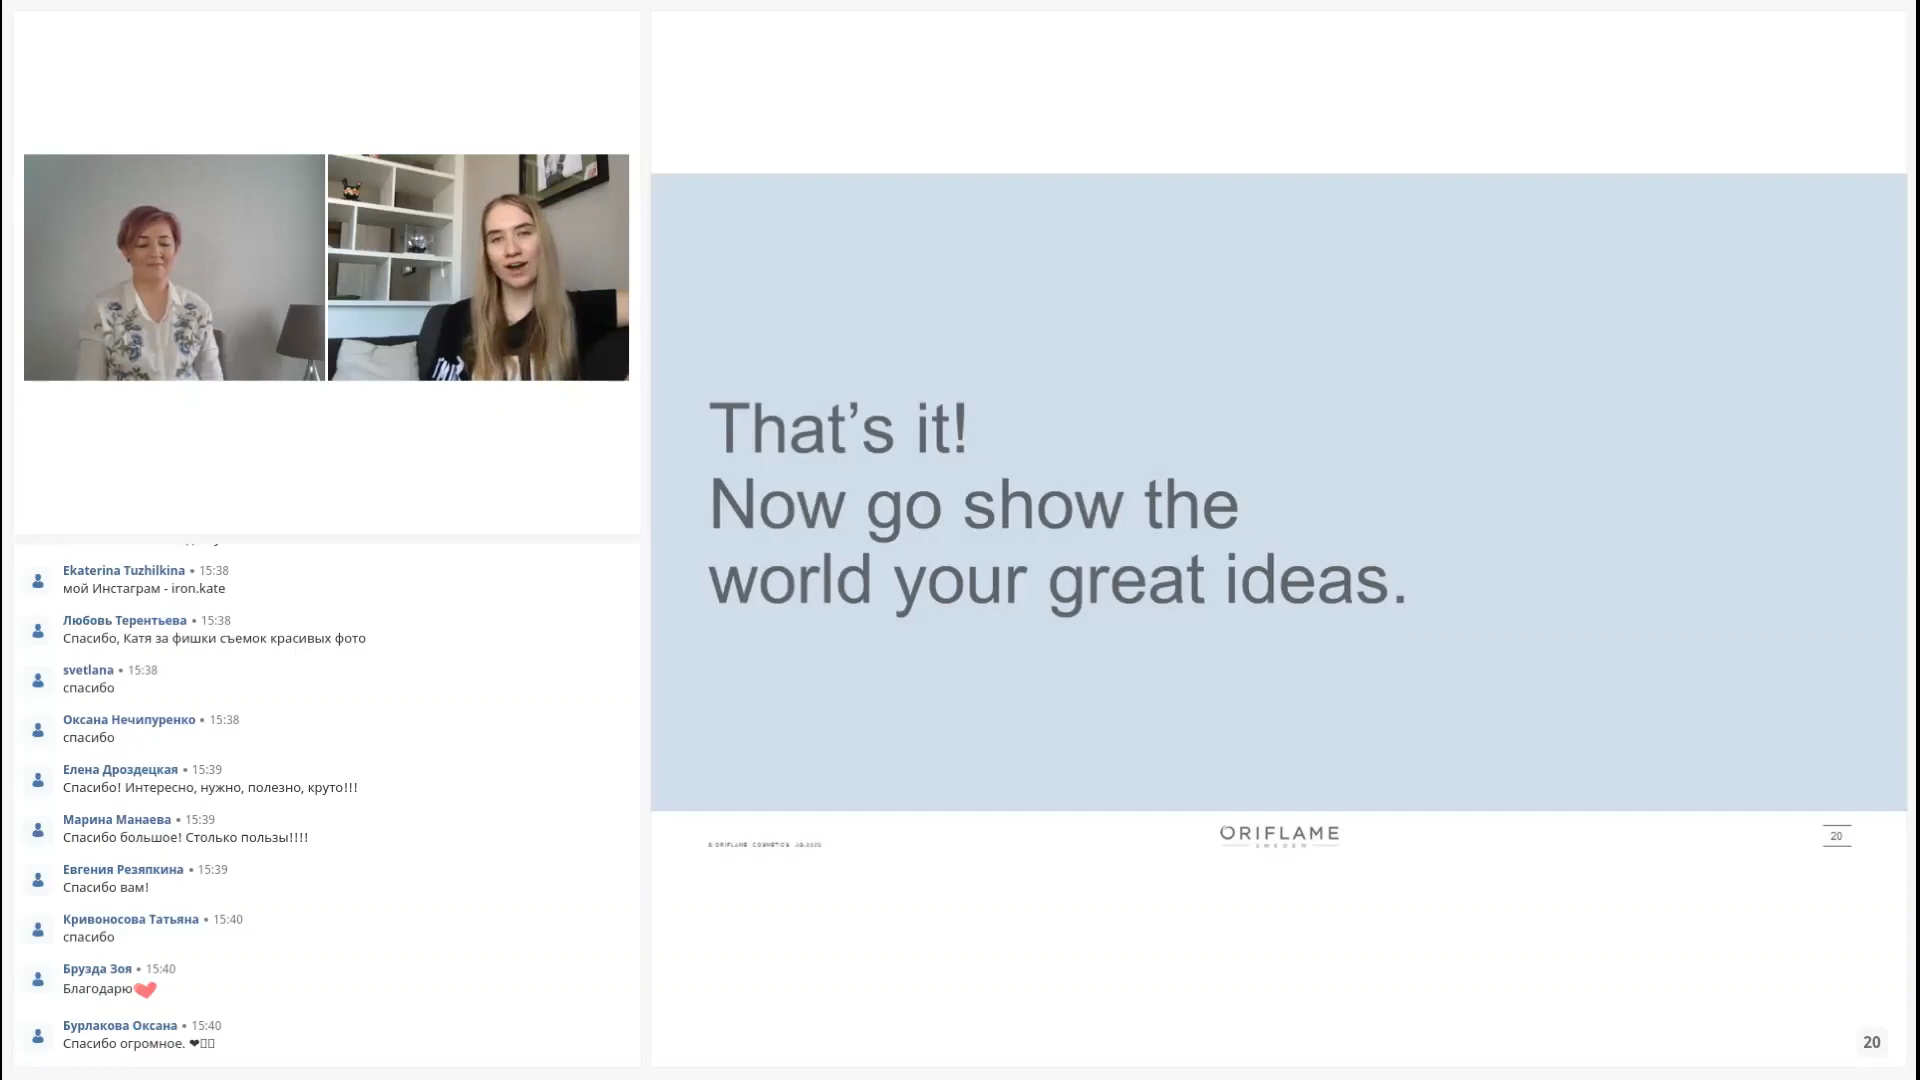 Ekaterina Tuzhilkina • 15:38
мой Инстаграм - iron.kate
Любовь Терентьева • 15:38
Спасибо, Катя за фишки съемок красивых фото
svetlana • 15:38
спасибо
Оксана Нечипуренко • 15:38
спасибо
Елена Дроздецкая • 15:39
Спасибо! Интересно, нужно, полезно, круто!!!
Марина Манаева • 15:39
Спасибо большое! Столько пользы!!!!
Евгения Резяпкина • 15:39
Спасибо вам!
Кривоносова Татьяна • 15:40
спасибо
Брузда Зоя • 15:40
Благодарю
Бурлакова Оксана • 15:40
Спасибо огромное. ❤
That’s it!
Now go show the
world your great ideas.
© ORIFLAME COSMETICS
ORIFLAME
SWEDEN
20
20